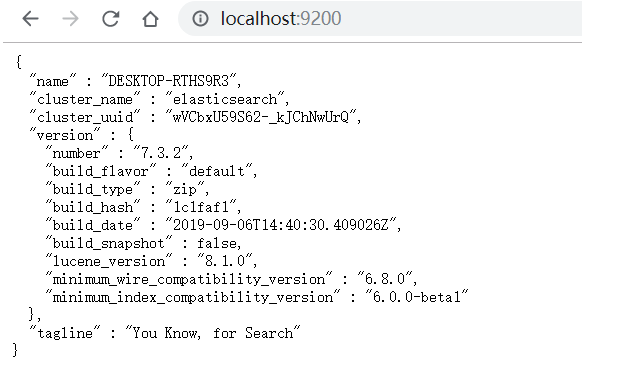 localhost:9200
{
"name" : "DESKTOP-RTHS9R3",
"cluster_name" : "elasticsearch",
"cluster_uuid" : "wVCbxU59S62-_kJChNwUrQ",
"version" : {
"number" : "7.3.2",
"build_flavor" : "default",
"build_type" : "zip",
"build_hash" : "1c1faf1",
"build_date" : "2019-09-06T14:40:30.409026Z",
"build_snapshot" : false,
"lucene_version" : "8.1.0",
"minimum_wire_compatibility_version" : "6.8.0",
"minimum_index_compatibility_version" : "6.0.0-beta1"
},
"tagline" : "You Know, for Search"
}